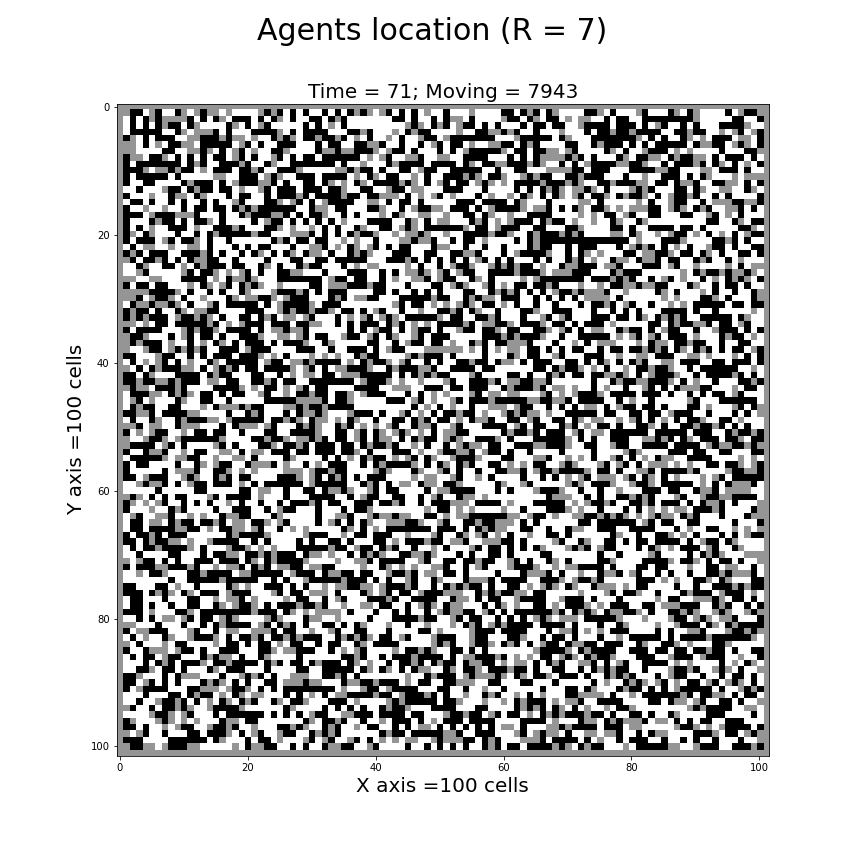 Agents location (R = 7)
Time = 71; Moving = 7943
0
20
40
60
80
100
Y axis =100 cells
0 20 40 60 80 100
X axis =100 cells